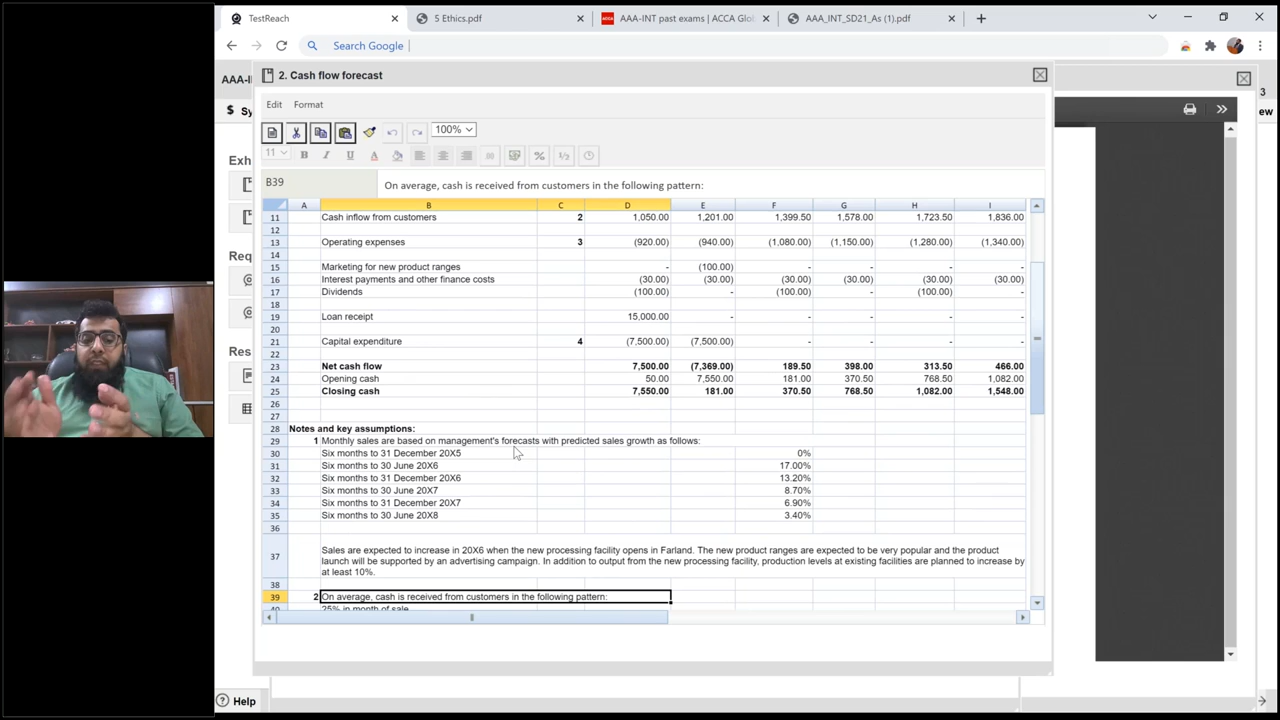 TestReach
5 Ethics.pdf
AAA-INT past exams | ACCA Glo
AAA_INT_SD21_As (1).pdf
Search Google
AAA-I
3
$ Sy
ew
Exh
Req
Res
Help
2. Cash flow forecast
Edit Format
100%
11 B I U A % ½
B39 On average, cash is received from customers in the following pattern:
A B C D E F G H I
11 Cash inflow from customers 2 1,050.00 1,201.00 1,399.50 1,578.00 1,723.50 1,836.00
12
13 Operating expenses 3 (920.00) (940.00) (1,080.00) (1,150.00) (1,280.00) (1,340.00)
14
15 Marketing for new product ranges - (100.00) - - - -
16 Interest payments and other finance costs (30.00) (30.00) (30.00) (30.00) (30.00) (30.00)
17 Dividends (100.00) - (100.00) - (100.00) -
18
19 Loan receipt 15,000.00 - - - - -
20
21 Capital expenditure 4 (7,500.00) (7,500.00) - - - -
22
23 Net cash flow 7,500.00 (7,369.00) 189.50 398.00 313.50 466.00
24 Opening cash 50.00 7,550.00 181.00 370.50 768.50 1,082.00
25 Closing cash 7,550.00 181.00 370.50 768.50 1,082.00 1,548.00
26
27
28 Notes and key assumptions:
29 1 Monthly sales are based on management's forecasts with predicted sales growth as follows:
30 Six months to 31 December 20X5 0%
31 Six months to 30 June 20X6 17.00%
32 Six months to 31 December 20X6 13.20%
33 Six months to 30 June 20X7 8.70%
34 Six months to 31 December 20X7 6.90%
35 Six months to 30 June 20X8 3.40%
36
37 Sales are expected to increase in 20X6 when the new processing facility opens in Farland. The new product ranges are expected to be very popular and the product
launch will be supported by an advertising campaign. In addition to output from the new processing facility, production levels at existing facilities are planned to increase by
at least 10%.
38
39 2 On average, cash is received from customers in the following pattern:
40 25% in month of sale